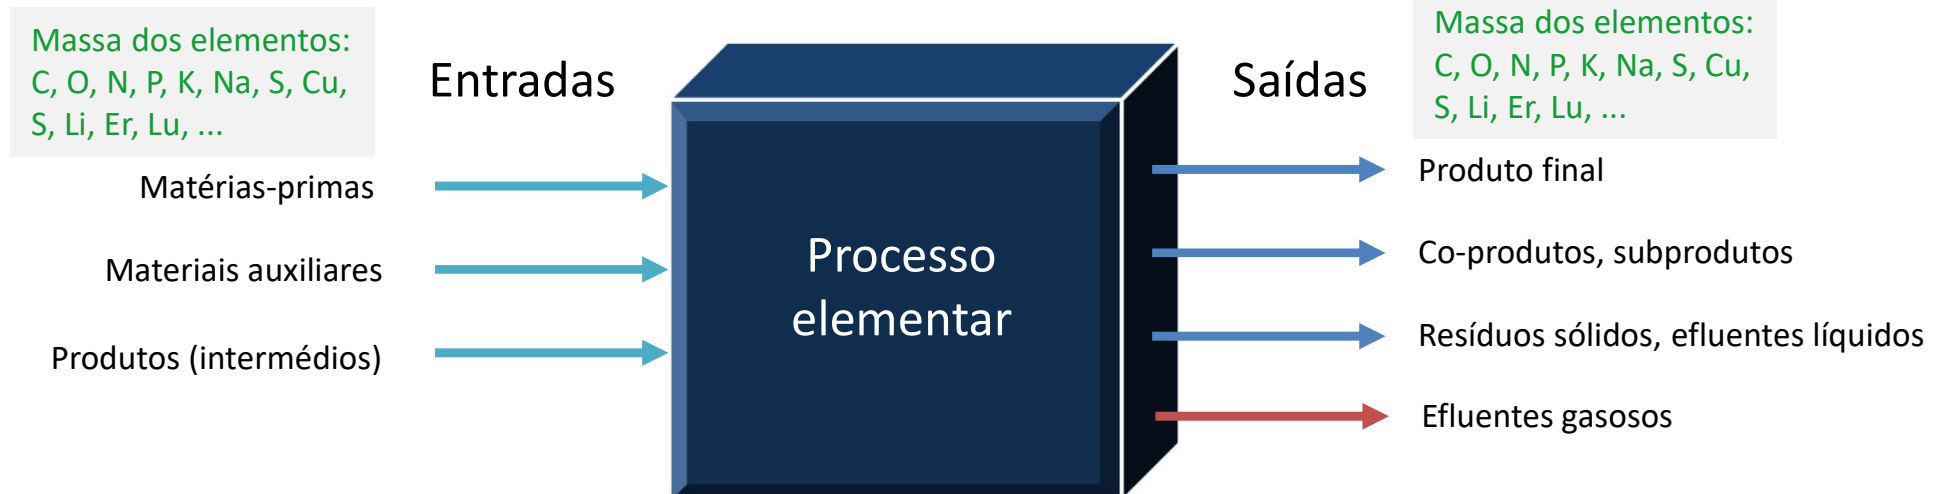 Massa dos elementos:
C, O, N, P, K, Na, S, Cu,
S, Li, Er, Lu, ...
Entradas
Matérias-primas
Materiais auxiliares
Produtos (intermédios)
Processo
elementar
Saídas
Massa dos elementos:
C, O, N, P, K, Na, S, Cu,
S, Li, Er, Lu, ...
Produto final
Co-produtos, subprodutos
Resíduos sólidos, efluentes líquidos
Efluentes gasosos